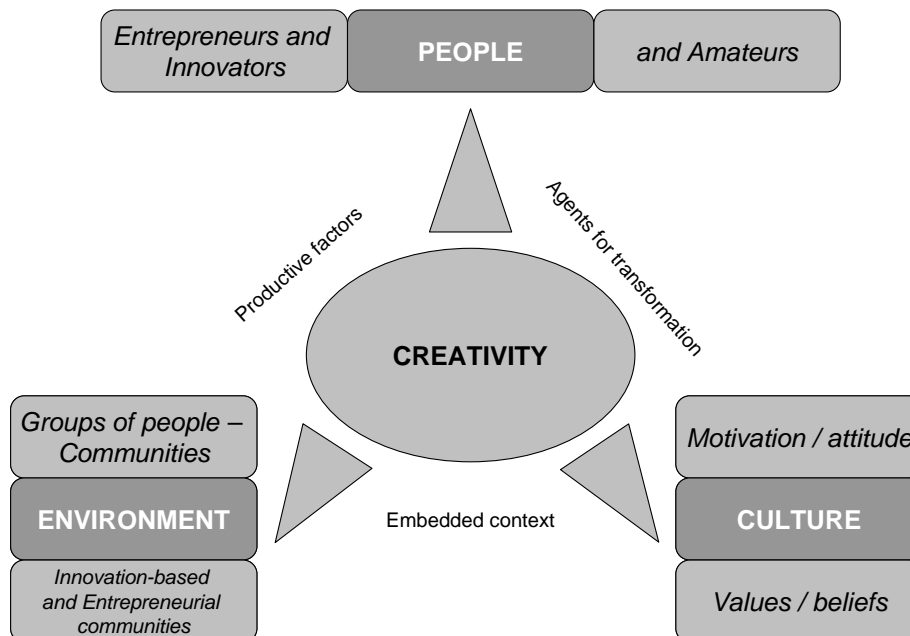 Entrepreneurs and
Innovators
PEOPLE
and Amateurs
Productive factors
Agents for transformation
CREATIVITY
Groups of people –
Communities
ENVIRONMENT
Innovation-based
and Entrepreneurial
communities
Embedded context
Motivation / attitude
CULTURE
Values / beliefs